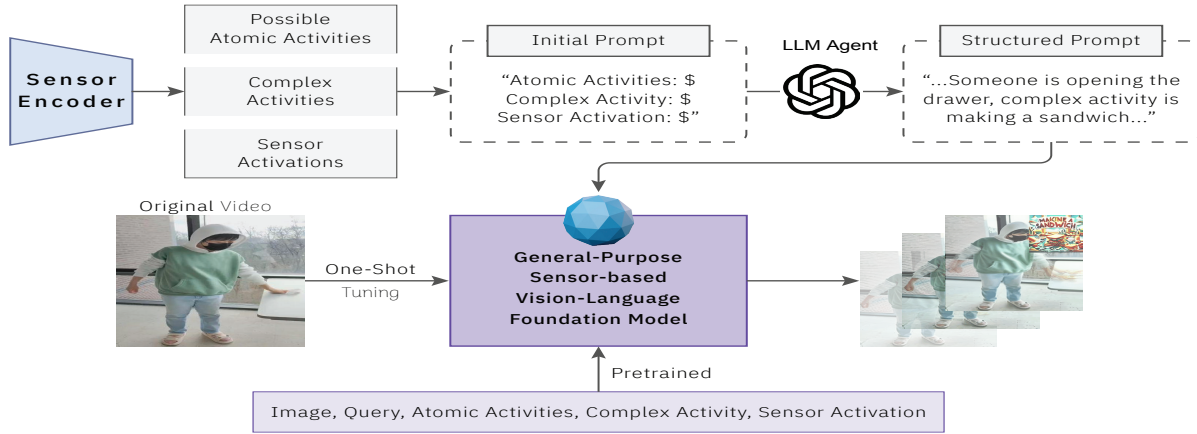 Possible
Atomic Activities
Sensor
Encoder
Complex
Activities
Sensor
Activations
Initial Prompt
“Atomic Activities: $
Complex Activity: $
Sensor Activation: $”
LLM Agent
Structured Prompt
“...Someone is opening the
drawer, complex activity is
making a sandwich...”
Original Video
One-Shot
Tuning
General-Purpose
Sensor-based
Vision-Language
Foundation Model
MAKING A
SANDWICH
Pretrained
Image, Query, Atomic Activities, Complex Activity, Sensor Activation